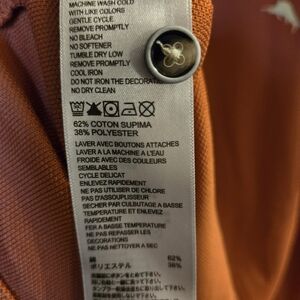 MACHINE WASH COLD
WITH LIKE COLORS
GENTLE CYCLE
REMOVE PROMPTLY
NO BLEACH
NO SOFTENER
TUMBLE DRY LOW
REMOVE PROMPTLY
COOL IRON
DO NOT IRON THE DECORATION
NO DRY CLEAN
62% COTON SUPIMA
38% POLYESTER
LAVER AVEC BOUTONS ATTACHES
LAVER A LA MACHINE A L'EAU
FROIDE AVEC DES COULEURS
SEMBLABLES
CYCLE DELICAT
ENLEVEZ RAPIDEMENT
NE PAS UTILISER DE CHLORE
PAS D'ASSOUPLISSEUR
SECHER PAR CULBUTAGE A BASSE
TEMPERATURE ET ENLEVEZ
RAPIDEMENT
FER A BASSE TEMPERATURE
NE PAS REPASSER LES
DECORATIONS
NE PAS NETTOYER A SEC
綿 62%
ポリエステル 38%